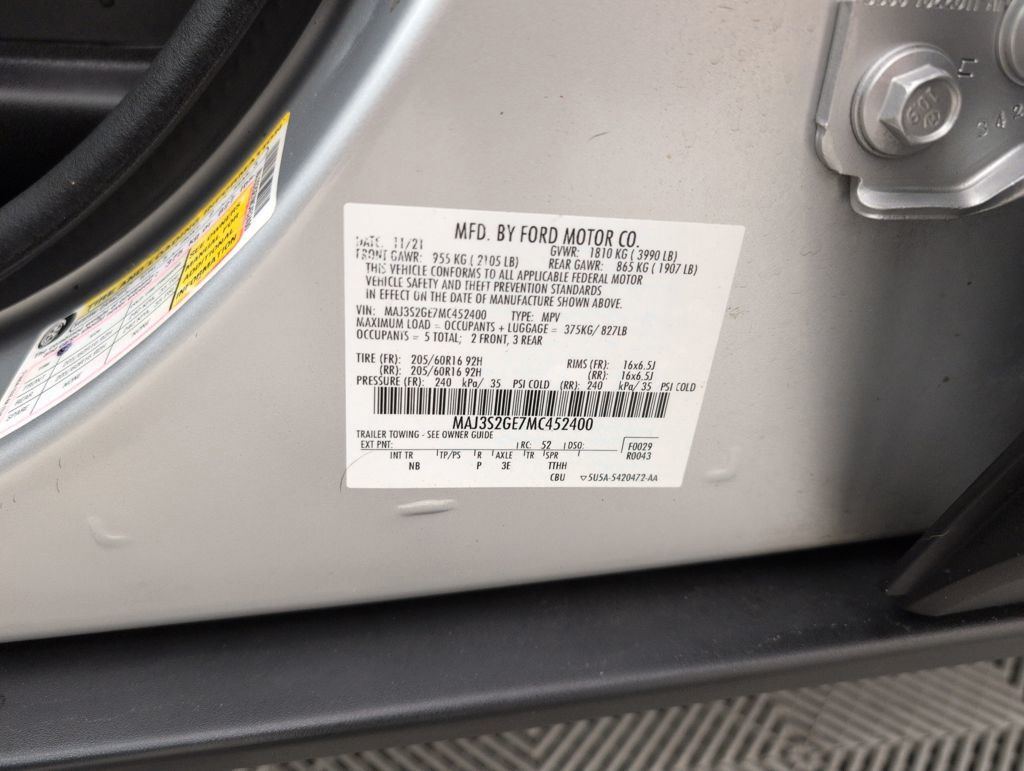 MFD. BY FORD MOTOR CO.
DATE: 11/21 GVWR: 1810 KG ( 3990 LB)
FRONT GAWR: 955 KG ( 2105 LB) REAR GAWR: 865 KG ( 1907 LB)
THIS VEHICLE CONFORMS TO ALL APPLICABLE FEDERAL MOTOR
VEHICLE SAFETY AND THEFT PREVENTION STANDARDS
IN EFFECT ON THE DATE OF MANUFACTURE SHOWN ABOVE.
VIN: MAJ3S2GE7MC452400 TYPE: MPV
MAXIMUM LOAD = OCCUPANTS + LUGGAGE = 375KG/ 827LB
OCCUPANTS = 5 TOTAL; 2 FRONT, 3 REAR
TIRE (FR): 205/60R16 92H RIMS (FR): 16x6.5J
(RR): 205/60R16 92H (RR): 16x6.5J
PRESSURE (FR): 240 kPa/ 35 PSI COLD (RR): 240 kPa/ 35 PSI COLD
MAJ3S2GE7MC452400
TRAILER TOWING - SEE OWNER GUIDE
EXT PNT: RC: 52 DSO: F0029
INT TR TP/PS R AXLE TR SPR R0043
NB P 3E TTHH
CBU 5U5A-5420472-AA
109
342